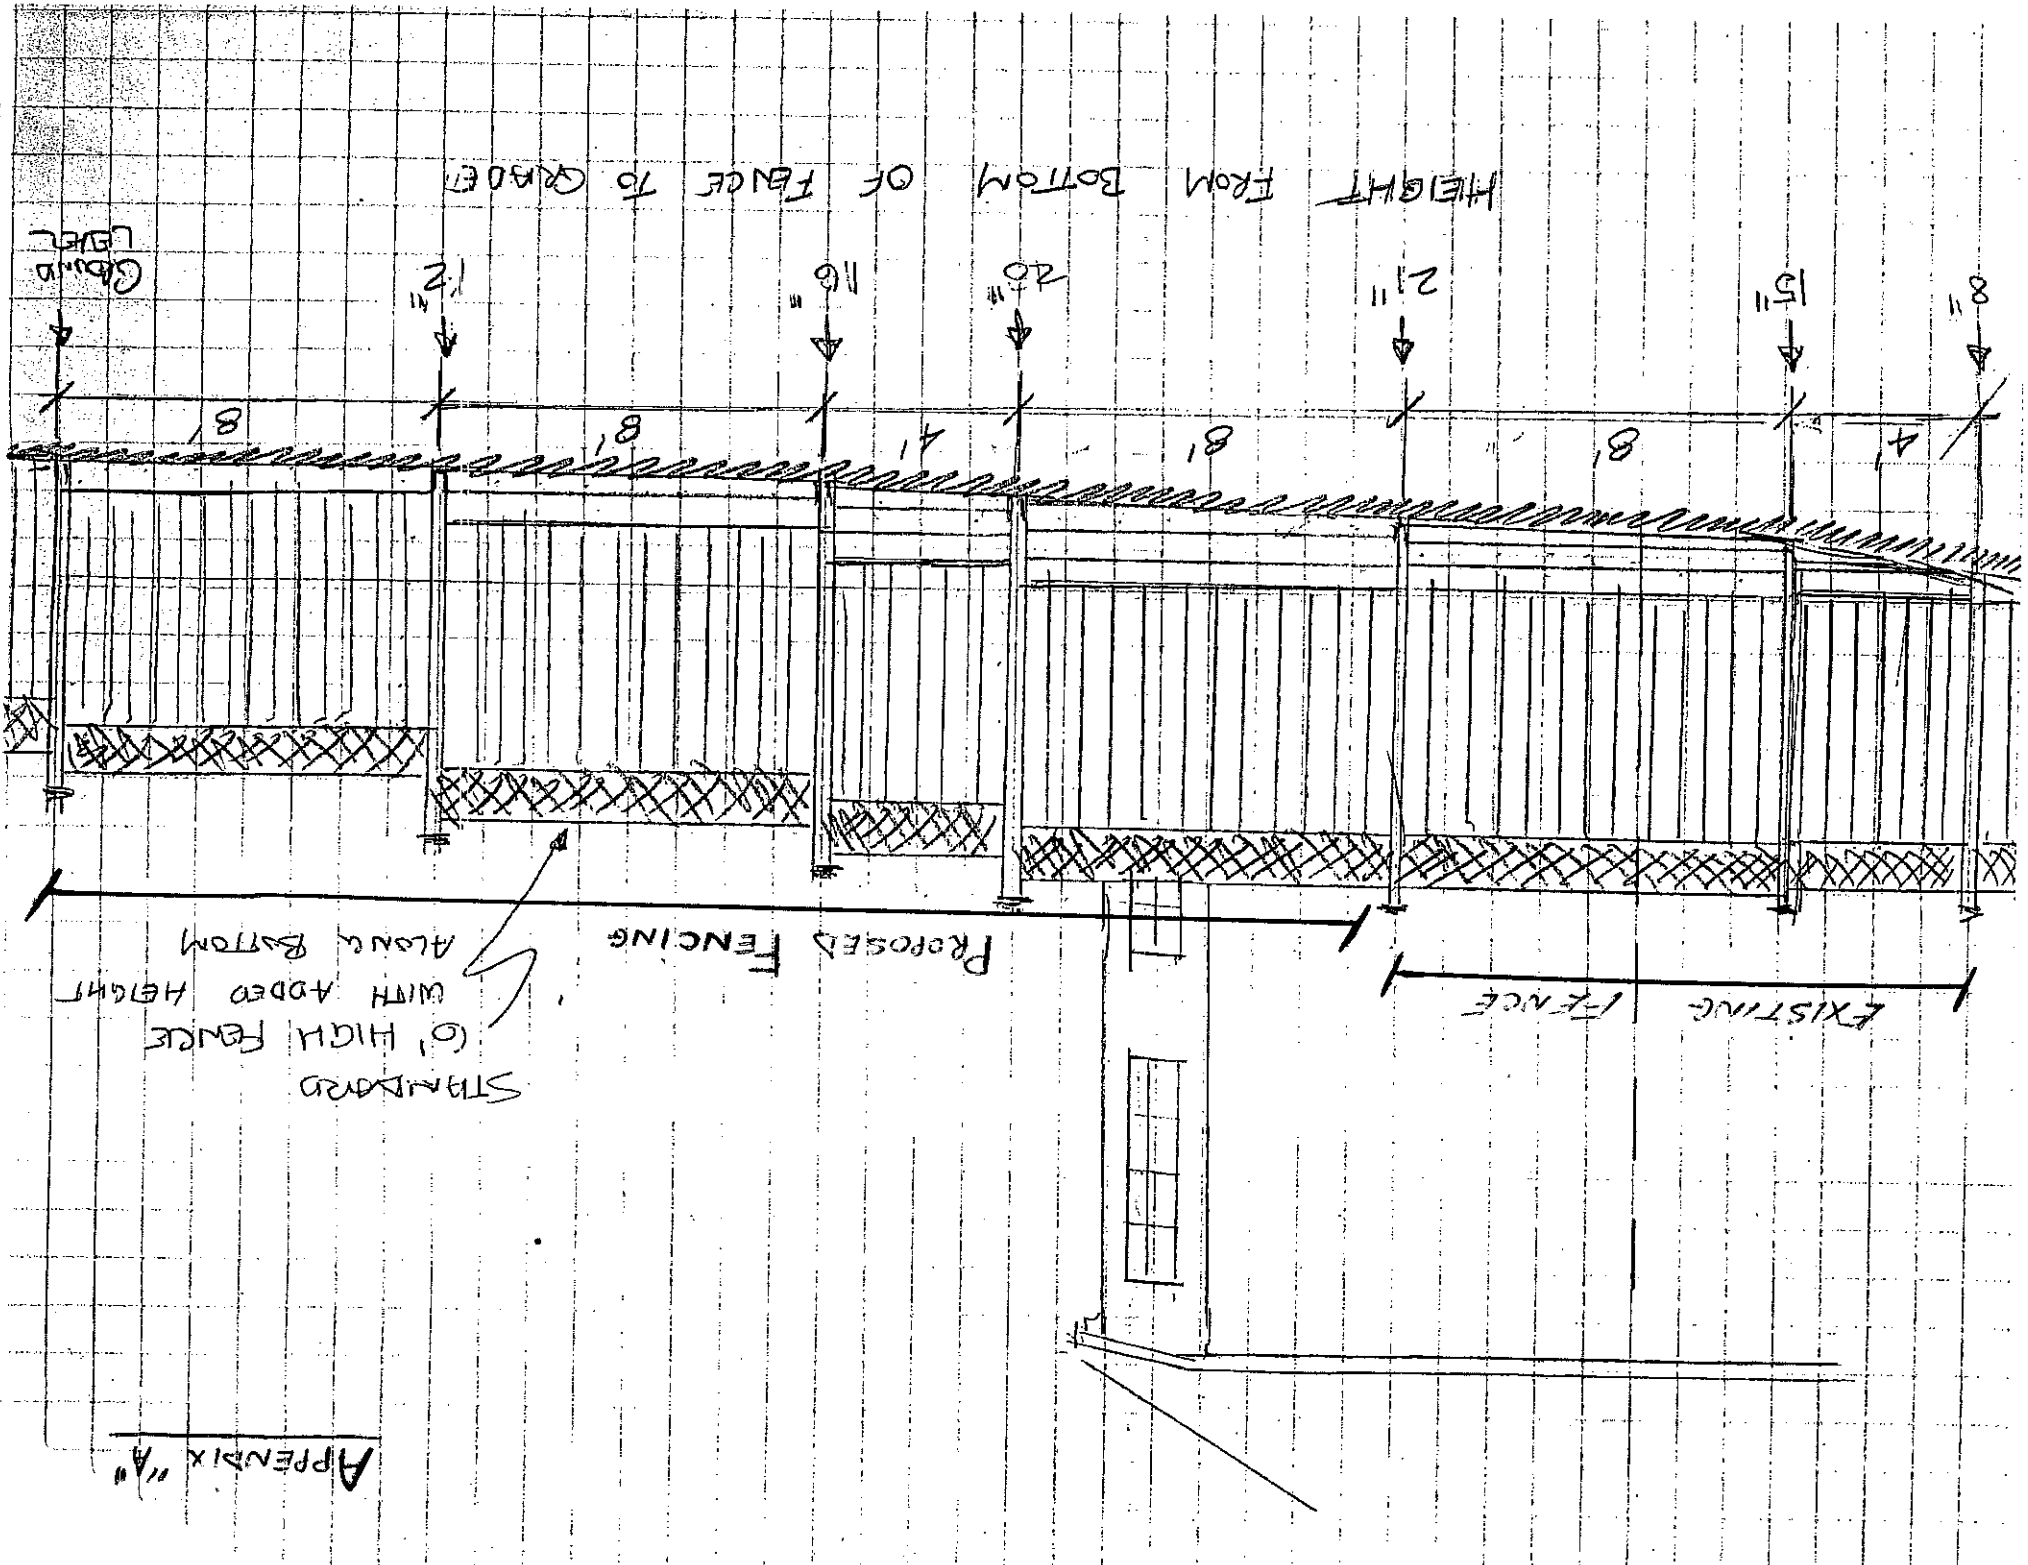 APPENDIX "A"
STANDARD
6' HIGH FENCE
WITH ADDED HEIGHT
ALONG BOTTOM
EXISTING FENCE
PROPOSED FENCING
4' 8' 8' 4' 8' 8'
8" 15" 21" 20" 16" 12" GROUND
LEVEL
HEIGHT FROM BOTTOM OF FENCE TO GRADE